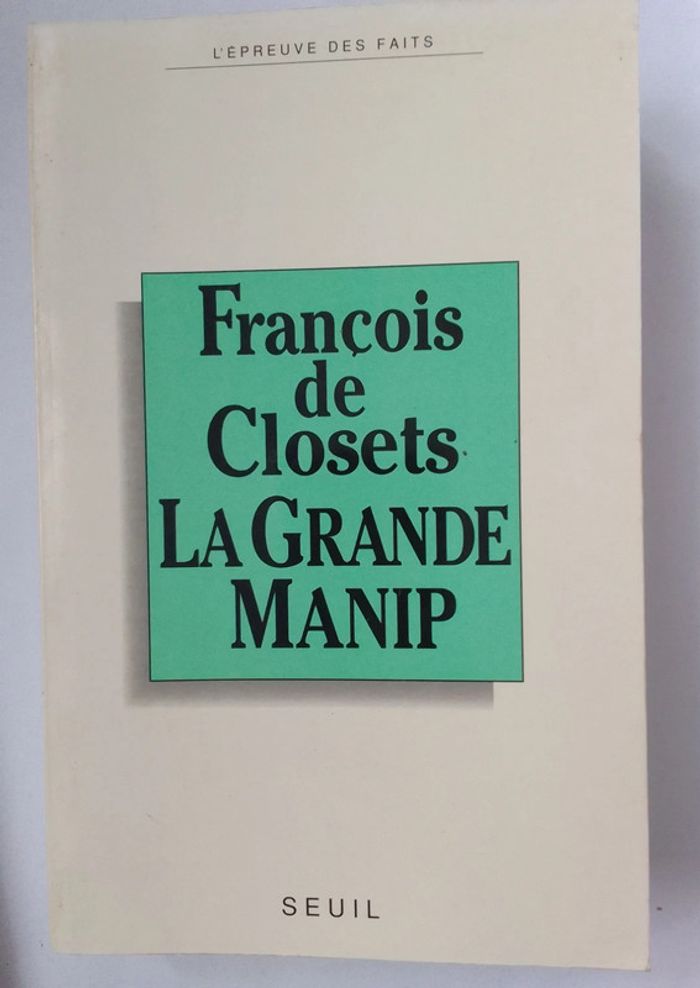 L'ÉPREUVE DES FAITS
François
de
Closets
LA GRANDE
MANIP
SEUIL